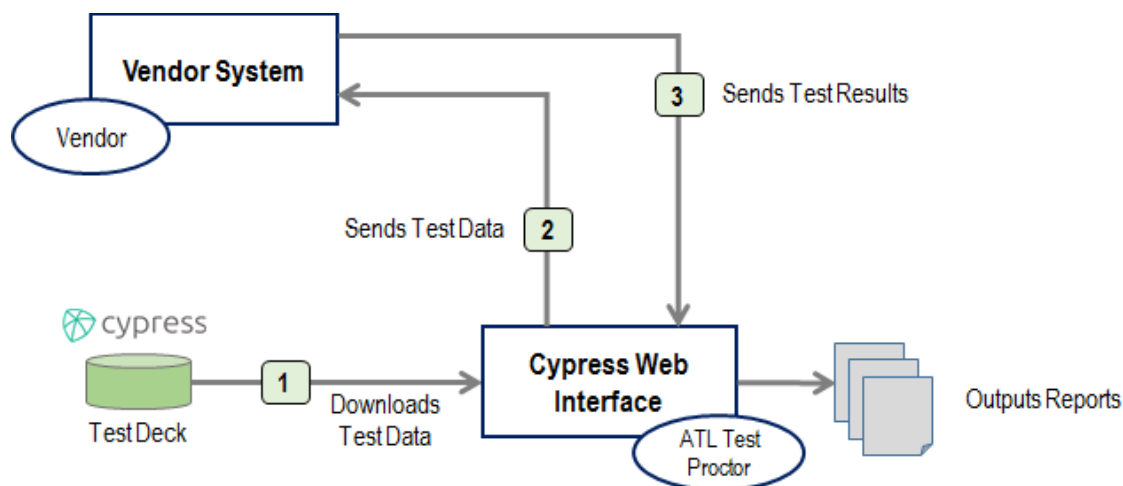 Vendor System
Vendor
3
Sends Test Results
Sends Test Data
2
cypress
1
Test Deck
Downloads
Test Data
Cypress Web
Interface
ATL Test
Proctor
Outputs Reports